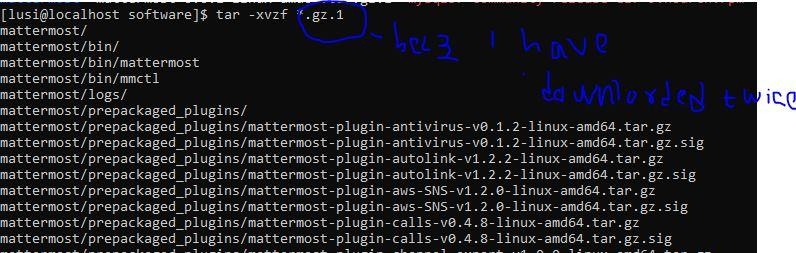 [lusi@localhost software]$ tar -xvzf *.gz.1
mattermost/
mattermost/bin/
mattermost/bin/mattermost
mattermost/bin/mmctl
mattermost/logs/
mattermost/prepackaged_plugins/
mattermost/prepackaged_plugins/mattermost-plugin-antivirus-v0.1.2-linux-amd64.tar.gz
mattermost/prepackaged_plugins/mattermost-plugin-antivirus-v0.1.2-linux-amd64.tar.gz.sig
mattermost/prepackaged_plugins/mattermost-plugin-autolink-v1.2.2-linux-amd64.tar.gz
mattermost/prepackaged_plugins/mattermost-plugin-autolink-v1.2.2-linux-amd64.tar.gz.sig
mattermost/prepackaged_plugins/mattermost-plugin-aws-SNS-v1.2.0-linux-amd64.tar.gz
mattermost/prepackaged_plugins/mattermost-plugin-aws-SNS-v1.2.0-linux-amd64.tar.gz.sig
mattermost/prepackaged_plugins/mattermost-plugin-calls-v0.4.8-linux-amd64.tar.gz
mattermost/prepackaged_plugins/mattermost-plugin-calls-v0.4.8-linux-amd64.tar.gz.sig
- becz i have
downlorded twice